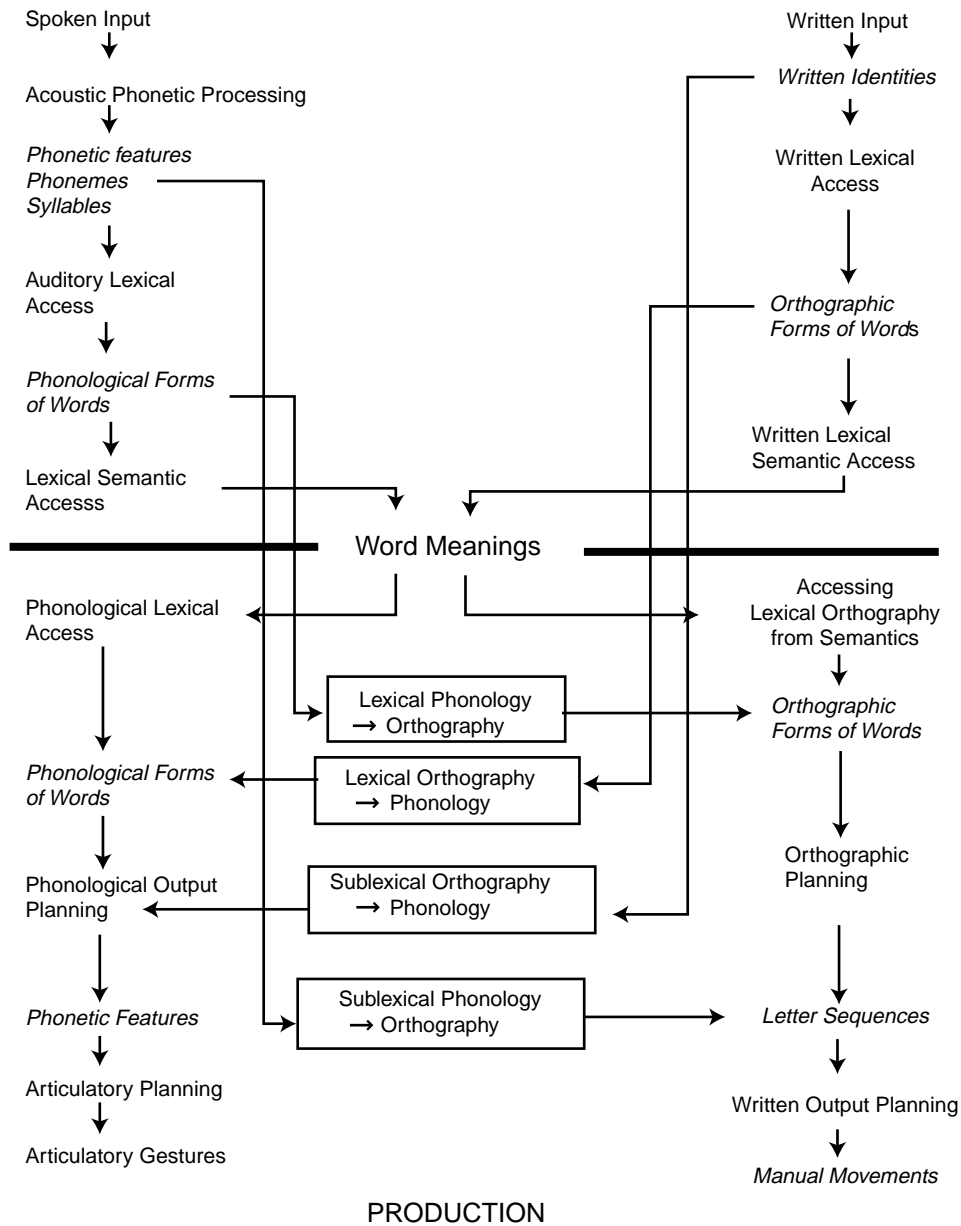 Spoken Input
Acoustic Phonetic Processing
Phonetic features
Phonemes
Syllables
Auditory Lexical
Access
Phonological Forms
of Words
Lexical Semantic
Accesss
Written Input
Written Identities
Written Lexical
Access
Orthographic
Forms of Words
Written Lexical
Semantic Access
Word Meanings
Phonological Lexical
Access
Phonological Forms
of Words
Phonological Output
Planning
Phonetic Features
Articulatory Planning
Articulatory Gestures
Lexical Phonology
→ Orthography
Lexical Orthography
→ Phonology
Sublexical Orthography
→ Phonology
Sublexical Phonology
→ Orthography
Accessing
Lexical Orthography
from Semantics
Orthographic
Forms of Words
Orthographic
Planning
Letter Sequences
Written Output Planning
Manual Movements
PRODUCTION